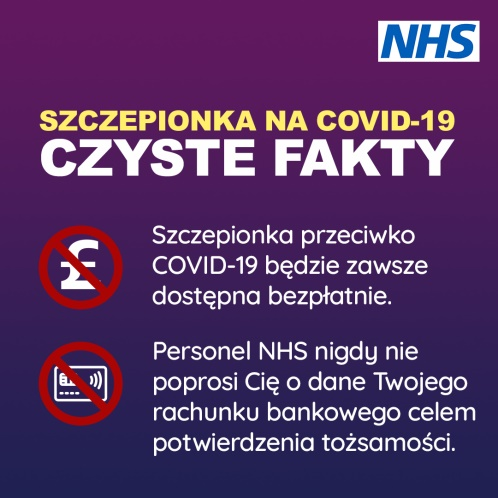 NHS
SZCZEPIONKA NA COVID-19
CZYSTE FAKTY
£
Szczepionka przeciwko
COVID-19 będzie zawsze
dostępna bezpłatnie.
Personel NHS nigdy nie
poprosi Cię o dane Twojego
rachunku bankowego celem
potwierdzenia tożsamości.